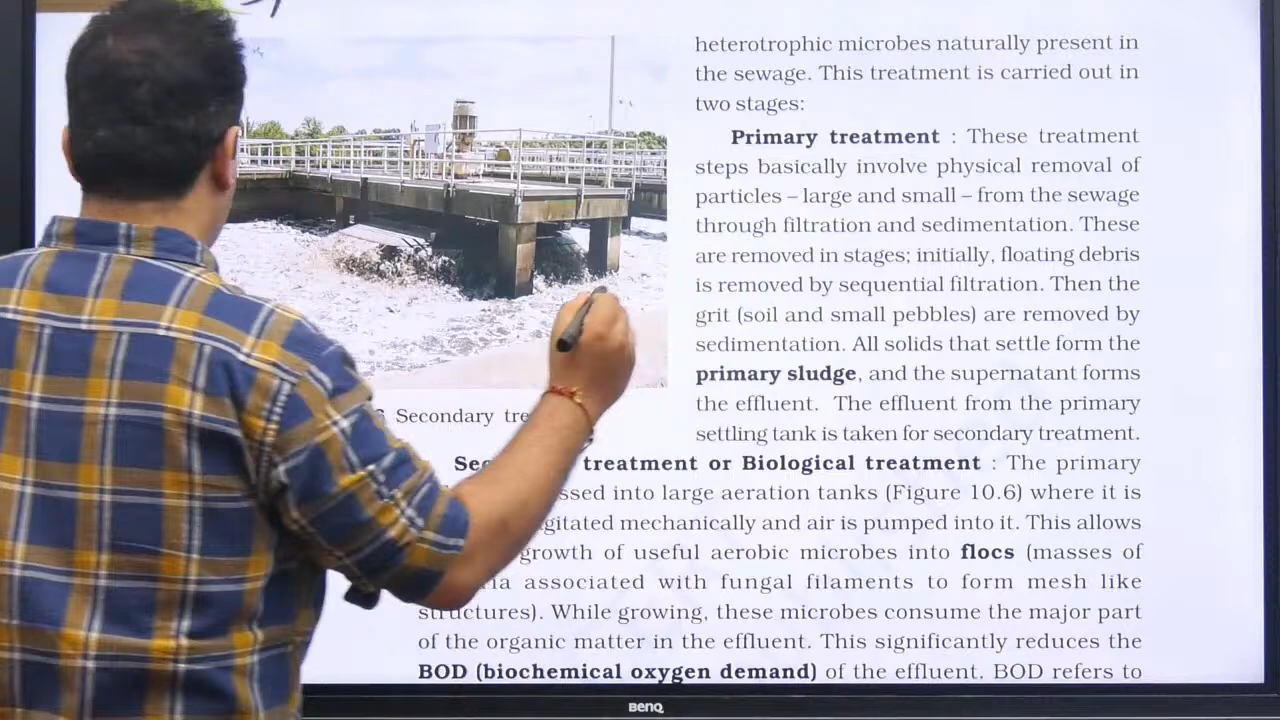 heterotrophic microbes naturally present in
the sewage. This treatment is carried out in
two stages:
Primary treatment : These treatment
steps basically involve physical removal of
particles – large and small – from the sewage
through filtration and sedimentation. These
are removed in stages; initially, floating debris
is removed by sequential filtration. Then the
grit (soil and small pebbles) are removed by
sedimentation. All solids that settle form the
primary sludge, and the supernatant forms
the effluent. The effluent from the primary
settling tank is taken for secondary treatment.
Secondary
treatment or Biological treatment : The primary
into large aeration tanks (Figure 10.6) where it is
mechanically and air is pumped into it. This allows
growth of useful aerobic microbes into flocs (masses of
associated with fungal filaments to form mesh like
structures). While growing, these microbes consume the major part
of the organic matter in the effluent. This significantly reduces the
BOD (biochemical oxygen demand) of the effluent. BOD refers to
BenQ